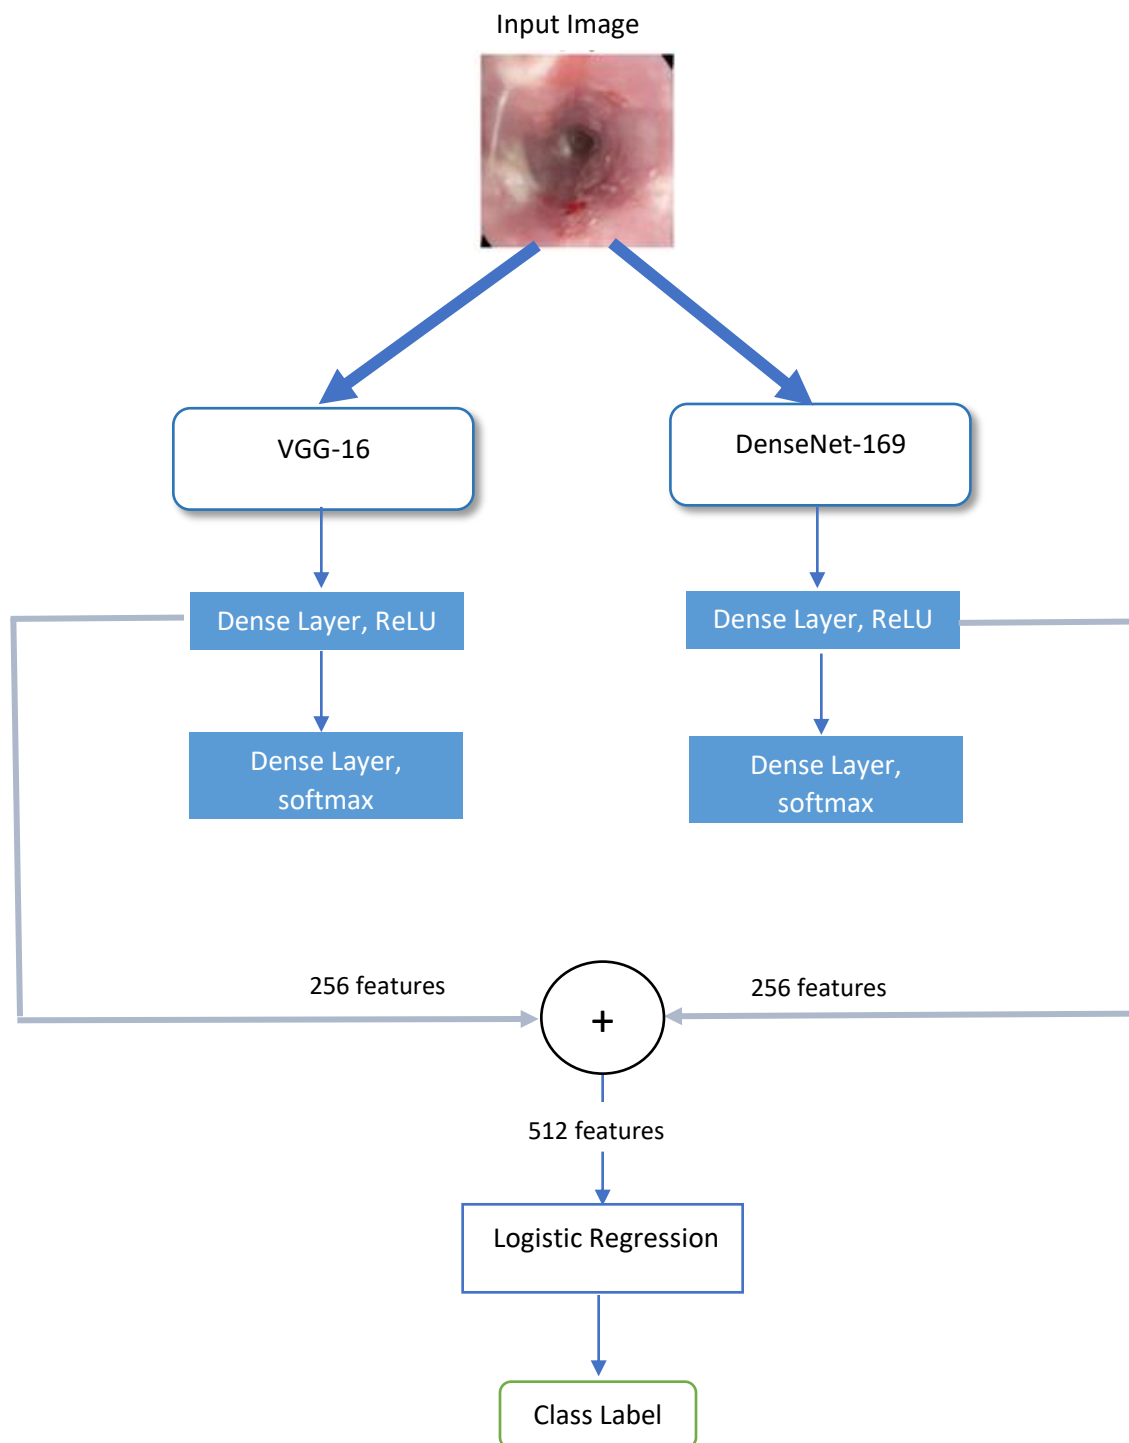 Input Image
VGG-16
DenseNet-169
Dense Layer, ReLU
Dense Layer, ReLU
Dense Layer,
softmax
Dense Layer,
softmax
256 features
256 features
+
512 features
Logistic Regression
Class Label